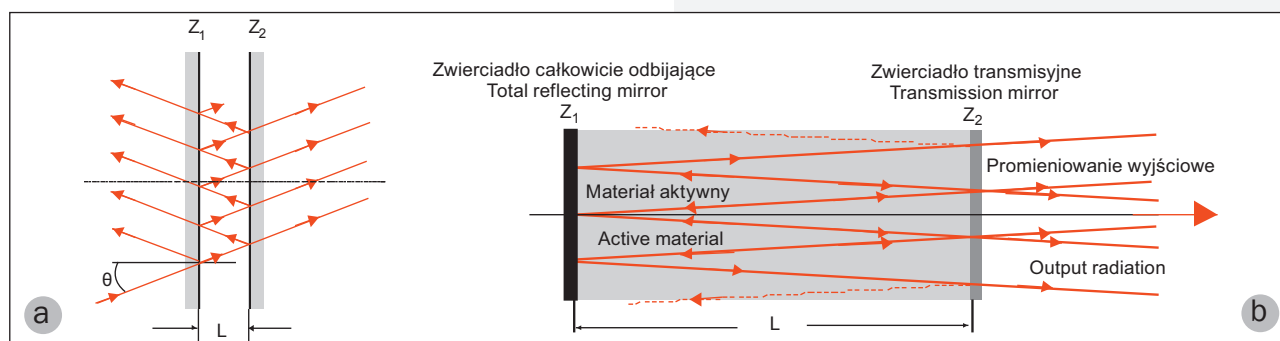 Z1
Z2
θ
L
a
Zwierciadło całkowicie odbijające
Total reflecting mirror
Z1
Zwierciadło transmisyjne
Transmission mirror
Z2
Materiał aktywny
Active material
Promieniowanie wyjściowe
Output radiation
L
b